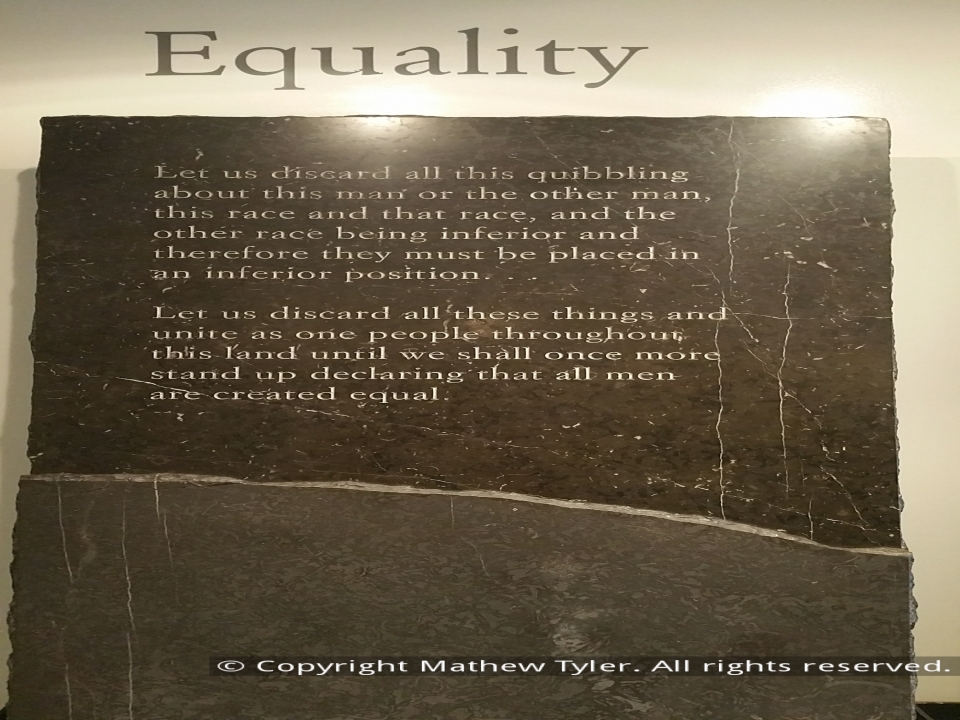 Equality
Let us discard all this quibbling
about this man or the other man,
this race and that race, and the
other race being inferior and
therefore they must be placed in
an inferior position. . .
Let us discard all these things and
unite as one people throughout
this land until we shall once more
stand up declaring that all men
are created equal.
© Copyright Mathew Tyler. All rights reserved.